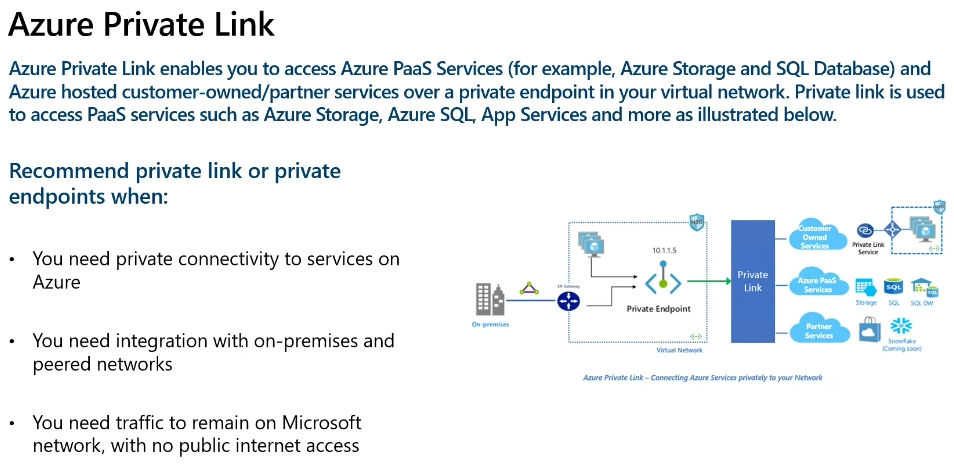 Azure Private Link
Azure Private Link enables you to access Azure PaaS Services (for example, Azure Storage and SQL Database) and
Azure hosted customer-owned/partner services over a private endpoint in your virtual network. Private link is used
to access PaaS services such as Azure Storage, Azure SQL, App Services and more as illustrated below.
Recommend private link or private
endpoints when:
• You need private connectivity to services on
Azure
• You need integration with on-premises and
peered networks
• You need traffic to remain on Microsoft
network, with no public internet access
On-premises
ER Gateway
NSG
10.1.1.5
Private Endpoint
Virtual Network
Private
Link
Customer
Owned
Services
Private Link
Service
NSG
Azure PaaS
Services
Storage
SQL
SQL
SQL
SQL DW
Partner
Services
Snowflake
(Coming soon)
Azure Private Link – Connecting Azure Services privately to your Network